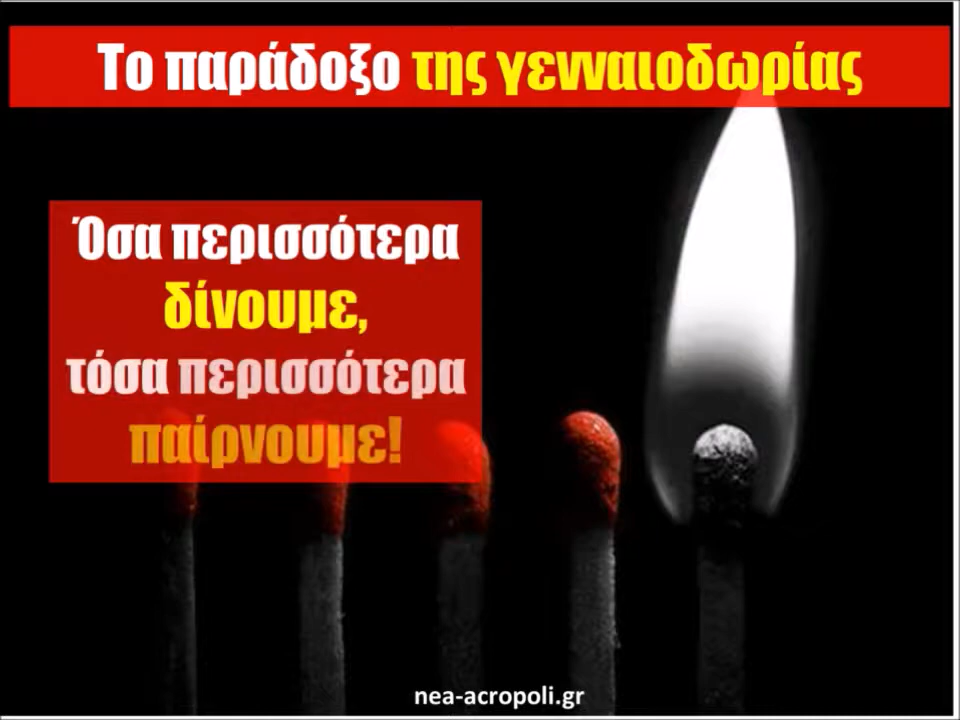 Το παράδοξο της γενναιοδωρίας
Όσα περισσότερα
δίνουμε,
τόσα περισσότερα
παίρνουμε!
nea-acropoli.gr